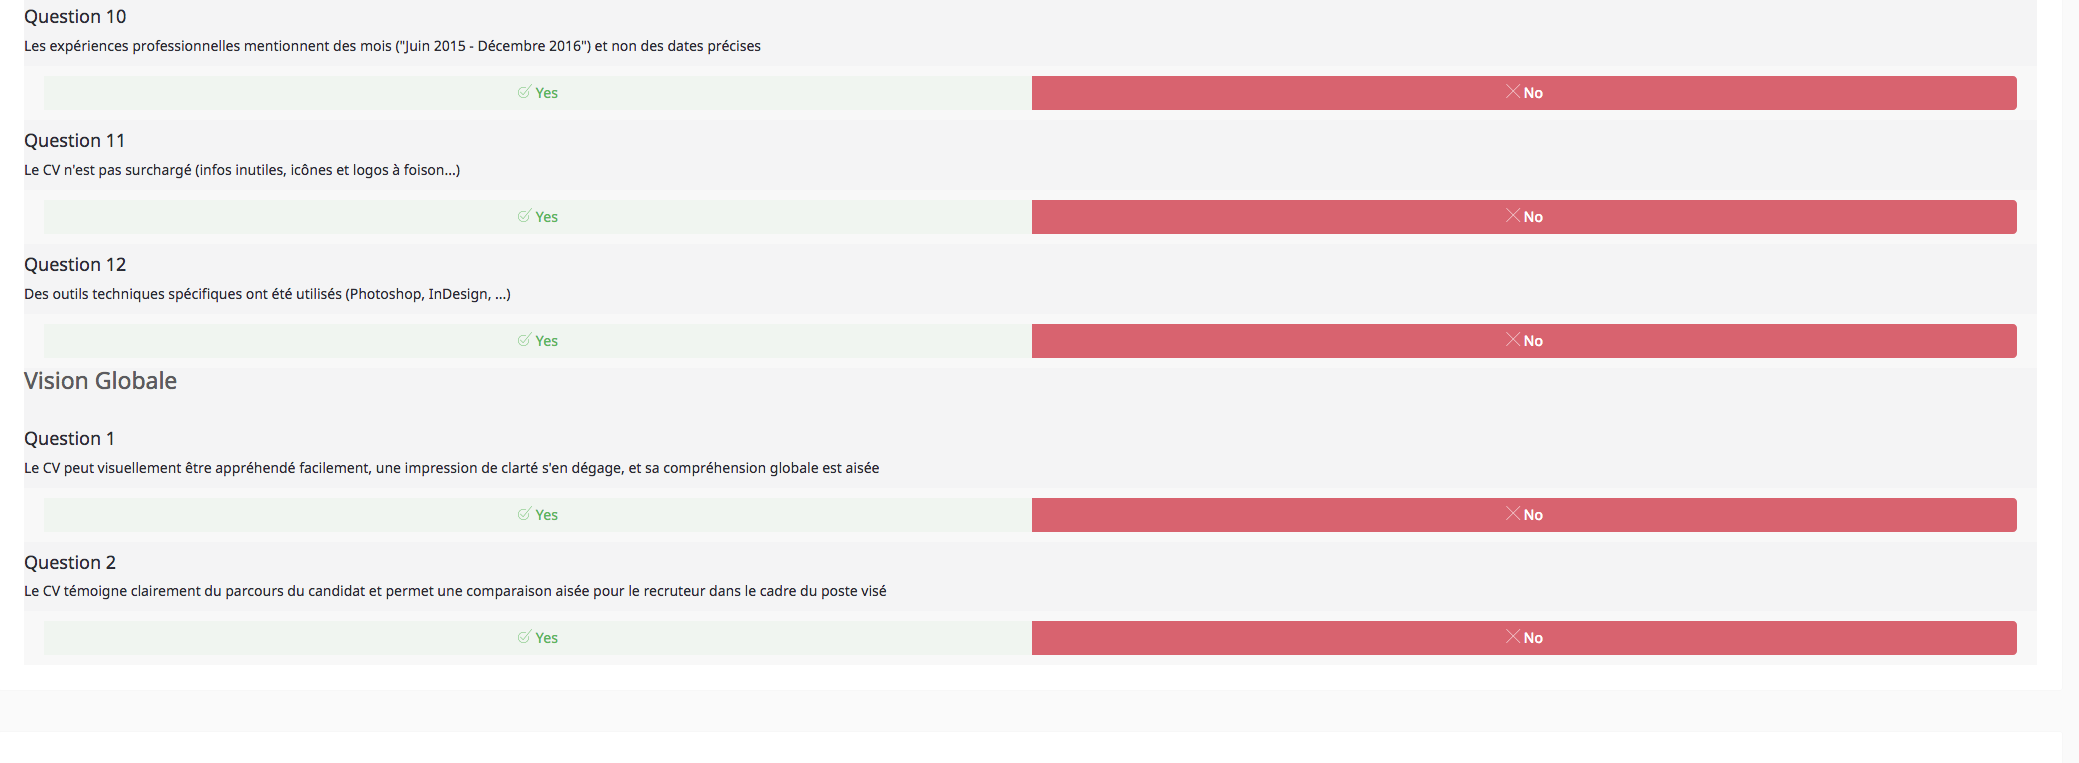 Question 10
Les expériences professionnelles mentionnent des mois ("Juin 2015 - Décembre 2016") et non des dates précises
Yes No
Question 11
Le CV n'est pas surchargé (infos inutiles, icônes et logos à foison...)
Yes No
Question 12
Des outils techniques spécifiques ont été utilisés (Photoshop, InDesign, ...)
Yes No
Vision Globale
Question 1
Le CV peut visuellement être appréhendé facilement, une impression de clarté s'en dégage, et sa compréhension globale est aisée
Yes No
Question 2
Le CV témoigne clairement du parcours du candidat et permet une comparaison aisée pour le recruteur dans le cadre du poste visé
Yes No